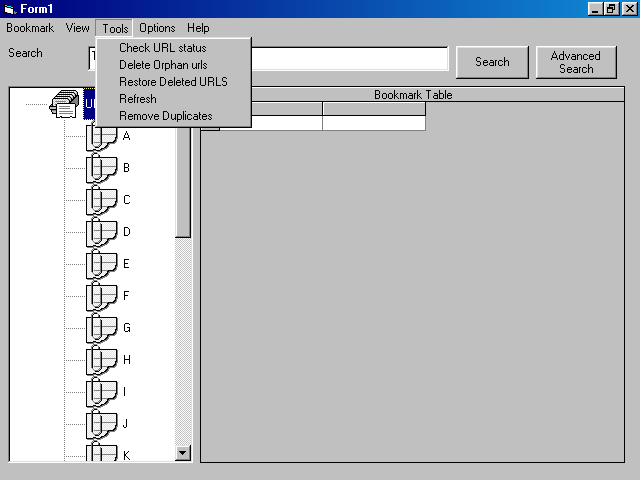 Form1
Bookmark View Tools Options Help
Check URL status
Delete Orphan urls
Restore Deleted URLS
Refresh
Remove Duplicates
Search
Search
Advanced
Search
Bookmark Table
A
B
C
D
E
F
G
H
I
J
K